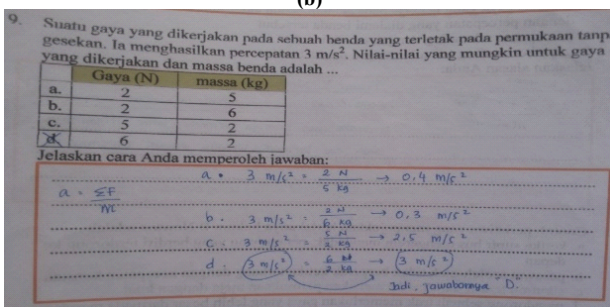 (b)
9. Suatu gaya yang dikerjakan pada sebuah benda yang terletak pada permukaan tanp
gesekan. Ia menghasilkan percepatan 3 m/s². Nilai-nilai yang mungkin untuk gaya
yang dikerjakan dan massa benda adalah ...
Gaya (N) massa (kg)
a. 2 5
b. 2 6
c. 5 2
d. 6 2
Jelaskan cara Anda memperoleh jawaban:
a = ΣF / m
a. 3 m/s² = 2 N / 5 kg → 0,4 m/s²
b. 3 m/s² = 2 N / 6 kg → 0,3 m/s²
c. 3 m/s² = 5 N / 2 kg → 2,5 m/s²
d. 3 m/s² = 6 N / 2 kg → 3 m/s²
Jadi, jawabannya "D."